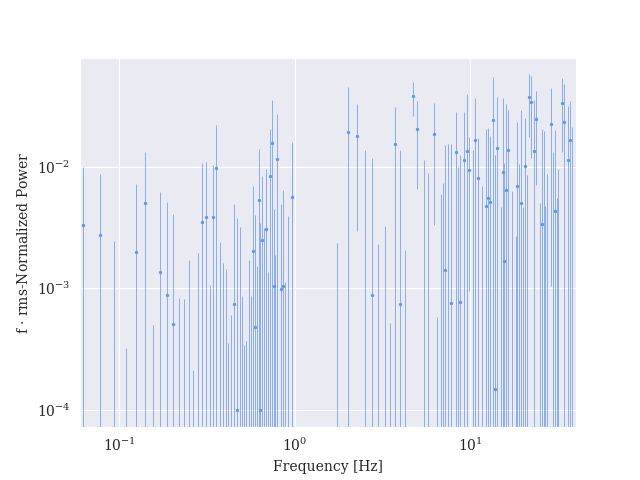 f · rms-Normalized Power
10⁻²
10⁻³
10⁻⁴
10⁻¹ 10⁰ 10¹
Frequency [Hz]